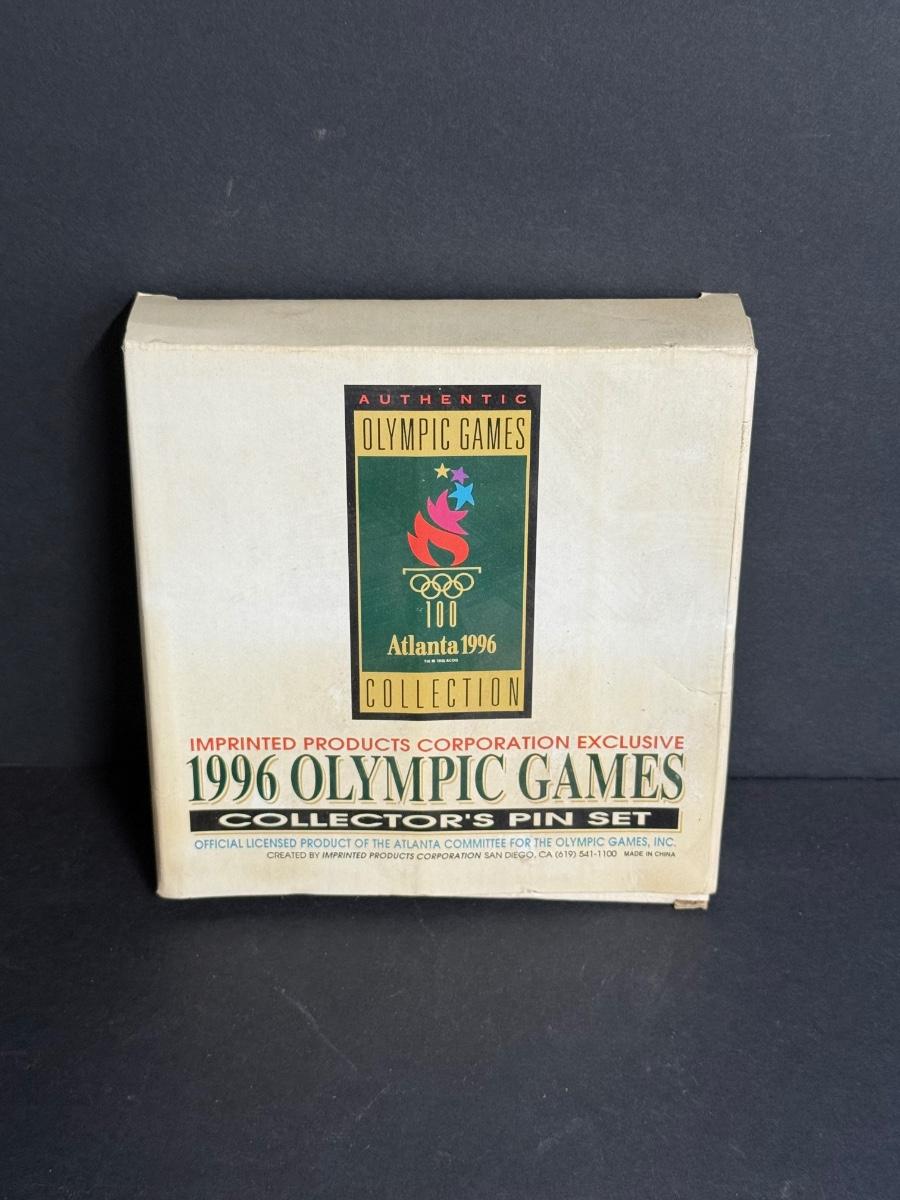 AUTHENTIC
OLYMPIC GAMES
100
Atlanta 1996
COLLECTION
IMPRINTED PRODUCTS CORPORATION EXCLUSIVE
1996 OLYMPIC GAMES
COLLECTOR'S PIN SET
OFFICIAL LICENSED PRODUCT OF THE ATLANTA COMMITTEE FOR THE OLYMPIC GAMES, INC.
CREATED BY IMPRINTED PRODUCTS CORPORATION SAN DIEGO, CA (619) 541-1100 MADE IN CHINA